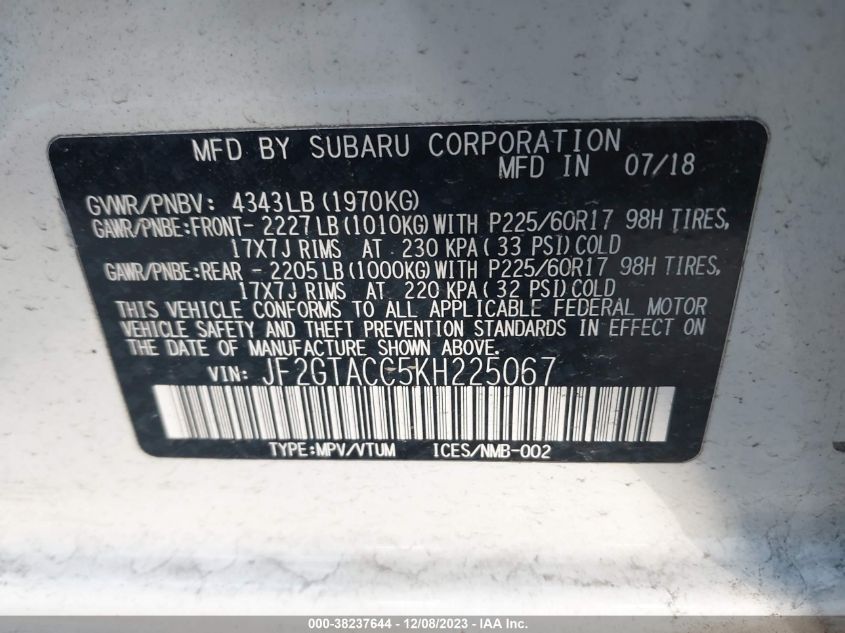 MFD BY SUBARU CORPORATION
MFD IN 07/18
GVWR/PNBV: 4343LB(1970KG)
GAWR/PNBE:FRONT- 2227LB(1010KG)WITH P225/60R17 98H TIRES,
17X7J RIMS AT 230 KPA( 33 PSI)COLD
GAWR/PNBE:REAR - 2205LB(1000KG)WITH P225/60R17 98H TIRES,
17X7J RIMS AT 220 KPA( 32 PSI)COLD
THIS VEHICLE CONFORMS TO ALL APPLICABLE FEDERAL MOTOR
VEHICLE SAFETY AND THEFT PREVENTION STANDARDS IN EFFECT ON
THE DATE OF MANUFACTURE SHOWN ABOVE.
VIN: JF2GTACC5KH225067
TYPE:MPV/VTUM ICES/NMB-002
000-38237644 - 12/08/2023 - IAA Inc.